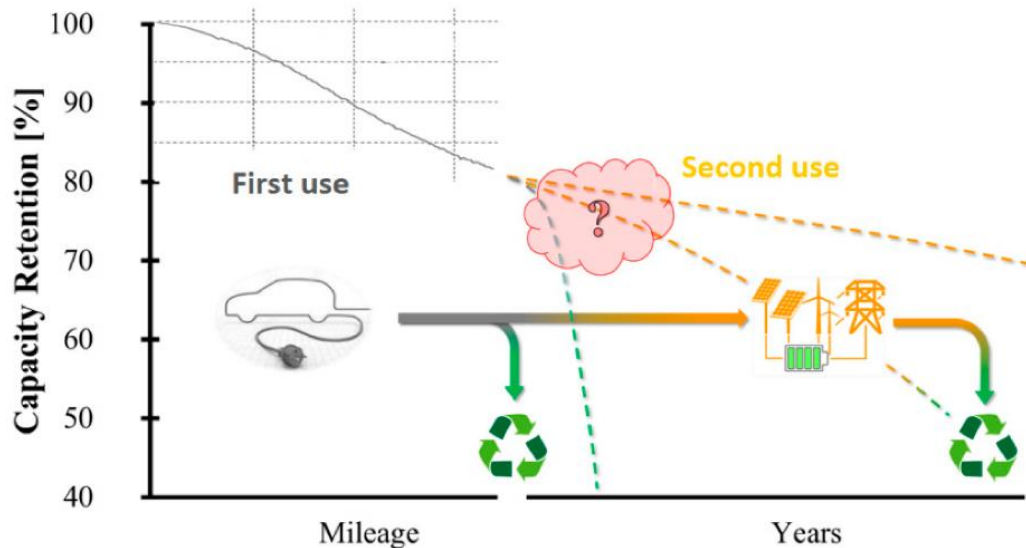 Capacity Retention [%]
100
90
80
70
60
50
40
First use
Second use
?
Mileage
Years